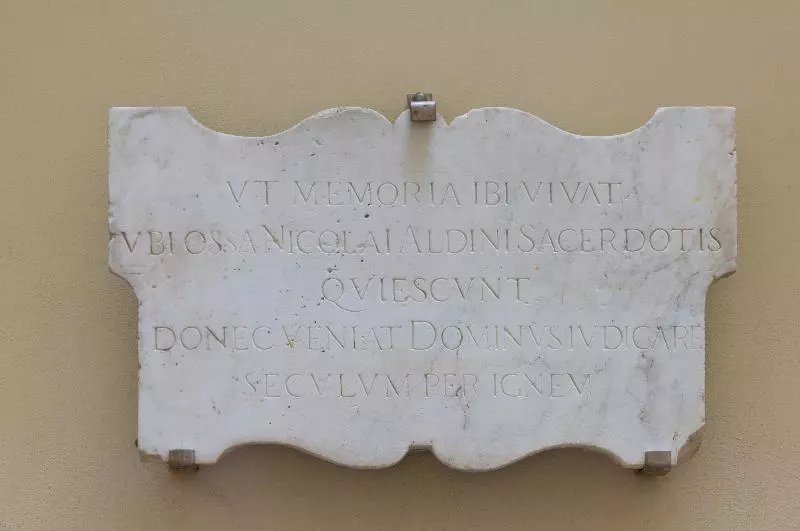 VT MEMORIA IBI VIVAT
VBI OSSA NICOLAI ALDINI SACERDOTIS
QVIESCVNT
DONEC VENIAT DOMINVS IVDICARE
SECVLVM PER IGNEM